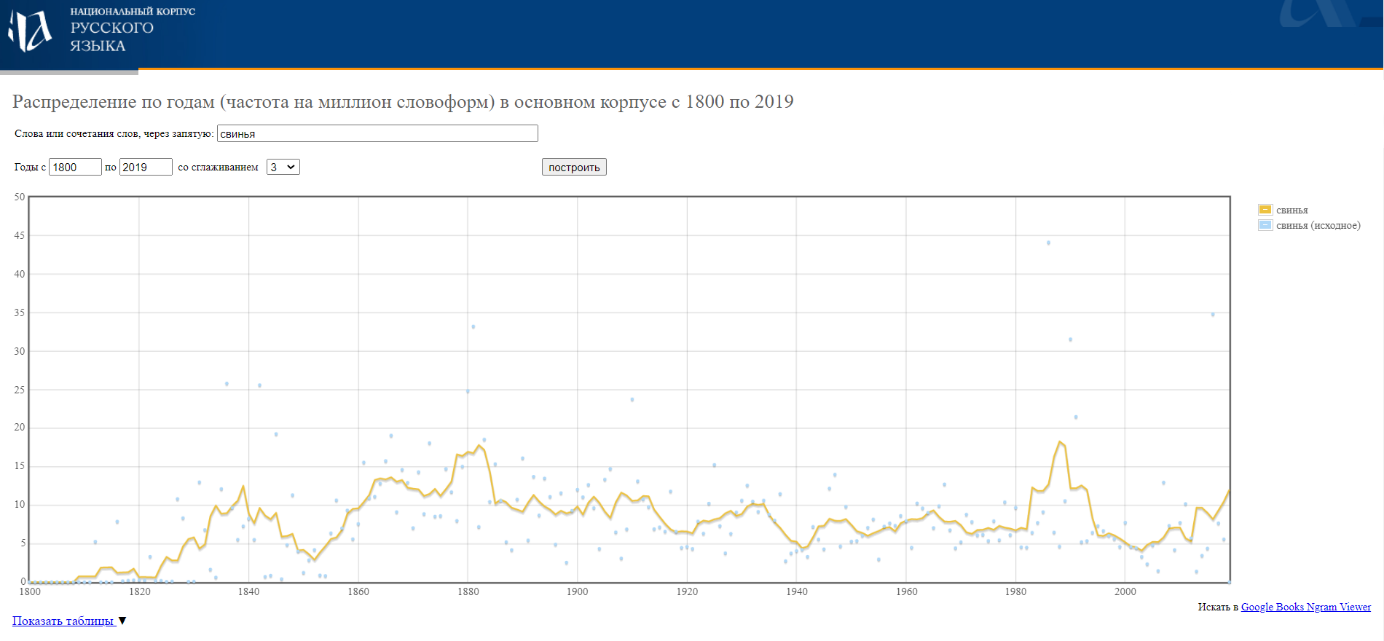 НАЦИОНАЛЬНЫЙ КОРПУС
РУССКОГО
ЯЗЫКА
Распределение по годам (частота на миллион словоформ) в основном корпусе с 1800 по 2019
Слова или сочетания слов, через запятую: свинья
Годы с 1800 по 2019 со сглаживанием 3 построить
50
45
40
35
30
25
20
15
10
5
0
1800 1820 1840 1860 1880 1900 1920 1940 1960 1980 2000
свинья
свинья (исходное)
Искать в Google Books Ngram Viewer
Показать таблицы ▼